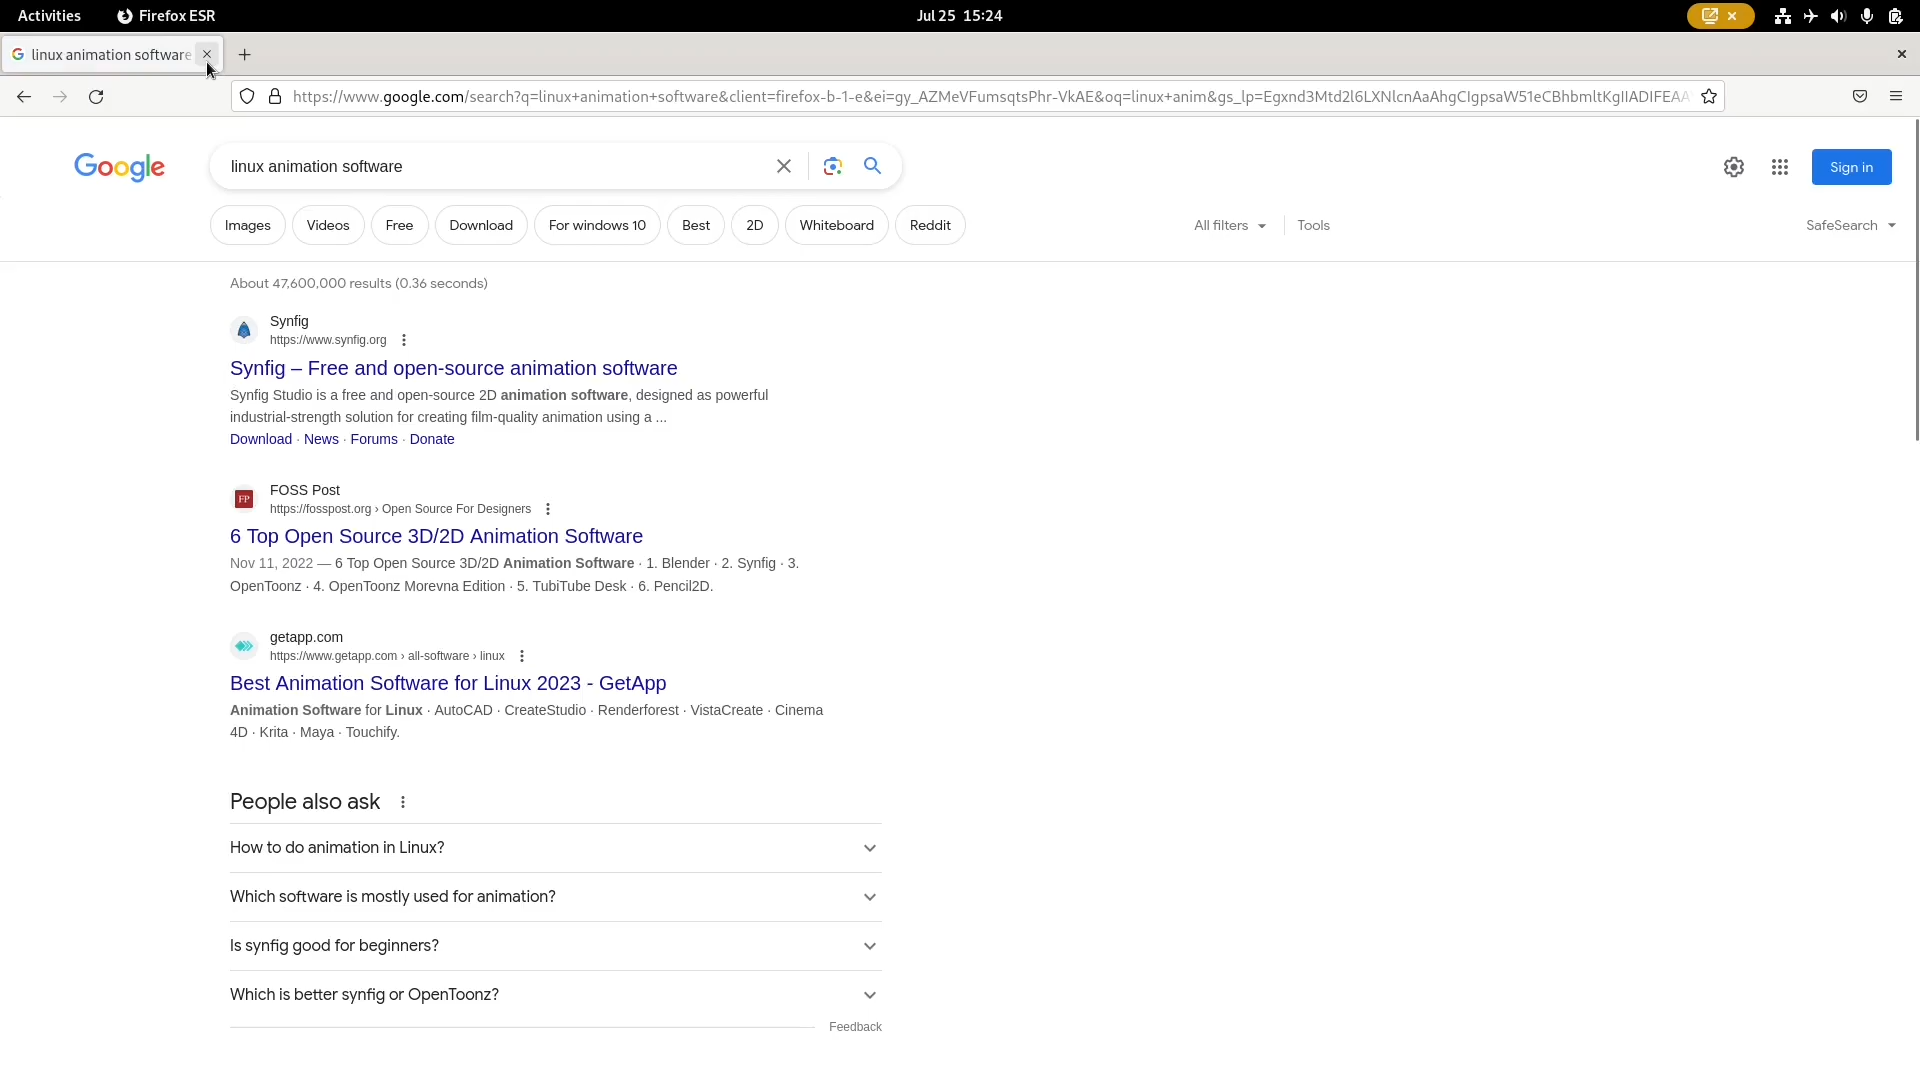 Activities
Firefox ESR
Jul 25 15:24
linux animation software
https://www.google.com/search?q=linux+animation+software&client=firefox-b-1-e&ei=gy_AZMeVFumsqtsPhr-VkAE&oq=linux+anim&gs_lp=Egxnd3Mtd2l6LXNlcnAaAhgCIgpsaW51eCBhbmltKgIIADIFEAA
Google
linux animation software
Sign in
Images
Videos
Free
Download
For windows 10
Best
2D
Whiteboard
Reddit
All filters
Tools
SafeSearch
About 47,600,000 results (0.36 seconds)
Synfig
https://www.synfig.org
Synfig – Free and open-source animation software
Synfig Studio is a free and open-source 2D animation software, designed as powerful
industrial-strength solution for creating film-quality animation using a ...
Download · News · Forums · Donate
FP
FOSS Post
https://fosspost.org › Open Source For Designers
6 Top Open Source 3D/2D Animation Software
Nov 11, 2022 — 6 Top Open Source 3D/2D Animation Software · 1. Blender · 2. Synfig · 3.
OpenToonz · 4. OpenToonz Morevna Edition · 5. TubiTube Desk · 6. Pencil2D.
getapp.com
https://www.getapp.com › all-software › linux
Best Animation Software for Linux 2023 - GetApp
Animation Software for Linux · AutoCAD · CreateStudio · Renderforest · VistaCreate · Cinema
4D · Krita · Maya · Touchify.
People also ask
How to do animation in Linux?
Which software is mostly used for animation?
Is synfig good for beginners?
Which is better synfig or OpenToonz?
Feedback